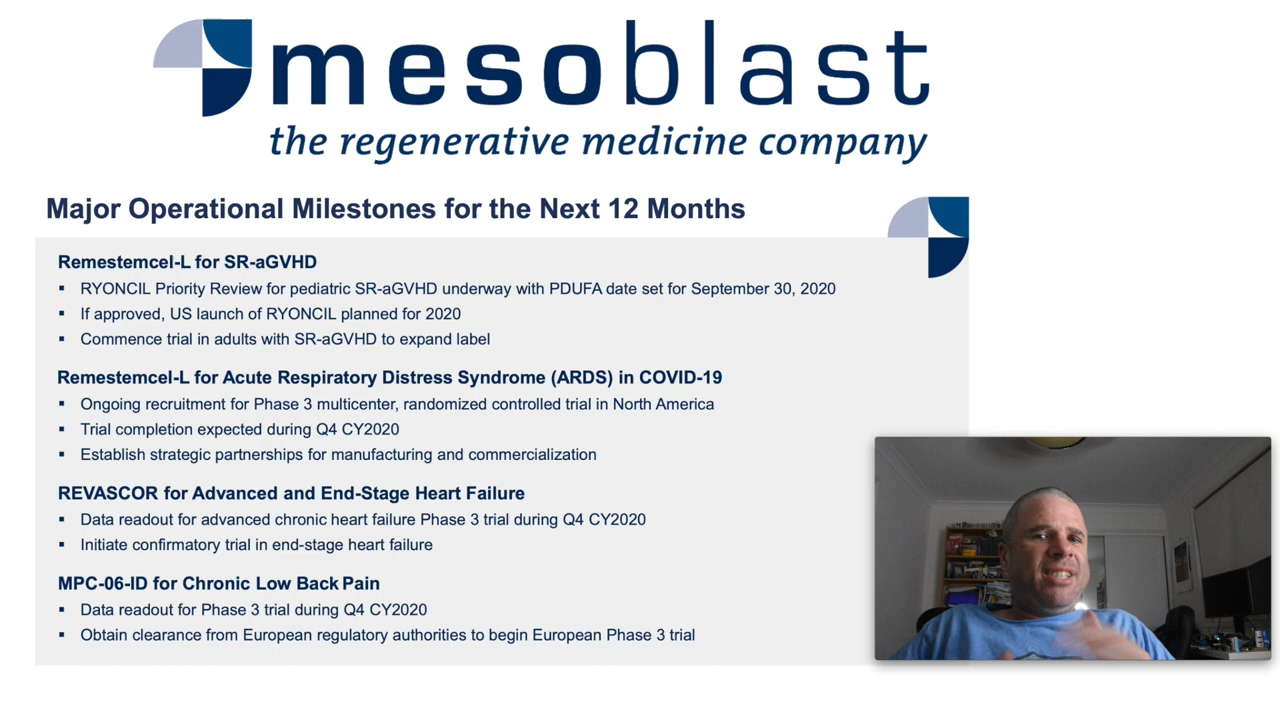 mesoblast
the regenerative medicine company
Major Operational Milestones for the Next 12 Months
Remestemcel-L for SR-aGVHD
▪ RYONCIL Priority Review for pediatric SR-aGVHD underway with PDUFA date set for September 30, 2020
▪ If approved, US launch of RYONCIL planned for 2020
▪ Commence trial in adults with SR-aGVHD to expand label
Remestemcel-L for Acute Respiratory Distress Syndrome (ARDS) in COVID-19
▪ Ongoing recruitment for Phase 3 multicenter, randomized controlled trial in North America
▪ Trial completion expected during Q4 CY2020
▪ Establish strategic partnerships for manufacturing and commercialization
REVASCOR for Advanced and End-Stage Heart Failure
▪ Data readout for advanced chronic heart failure Phase 3 trial during Q4 CY2020
▪ Initiate confirmatory trial in end-stage heart failure
MPC-06-ID for Chronic Low Back Pain
▪ Data readout for Phase 3 trial during Q4 CY2020
▪ Obtain clearance from European regulatory authorities to begin European Phase 3 trial